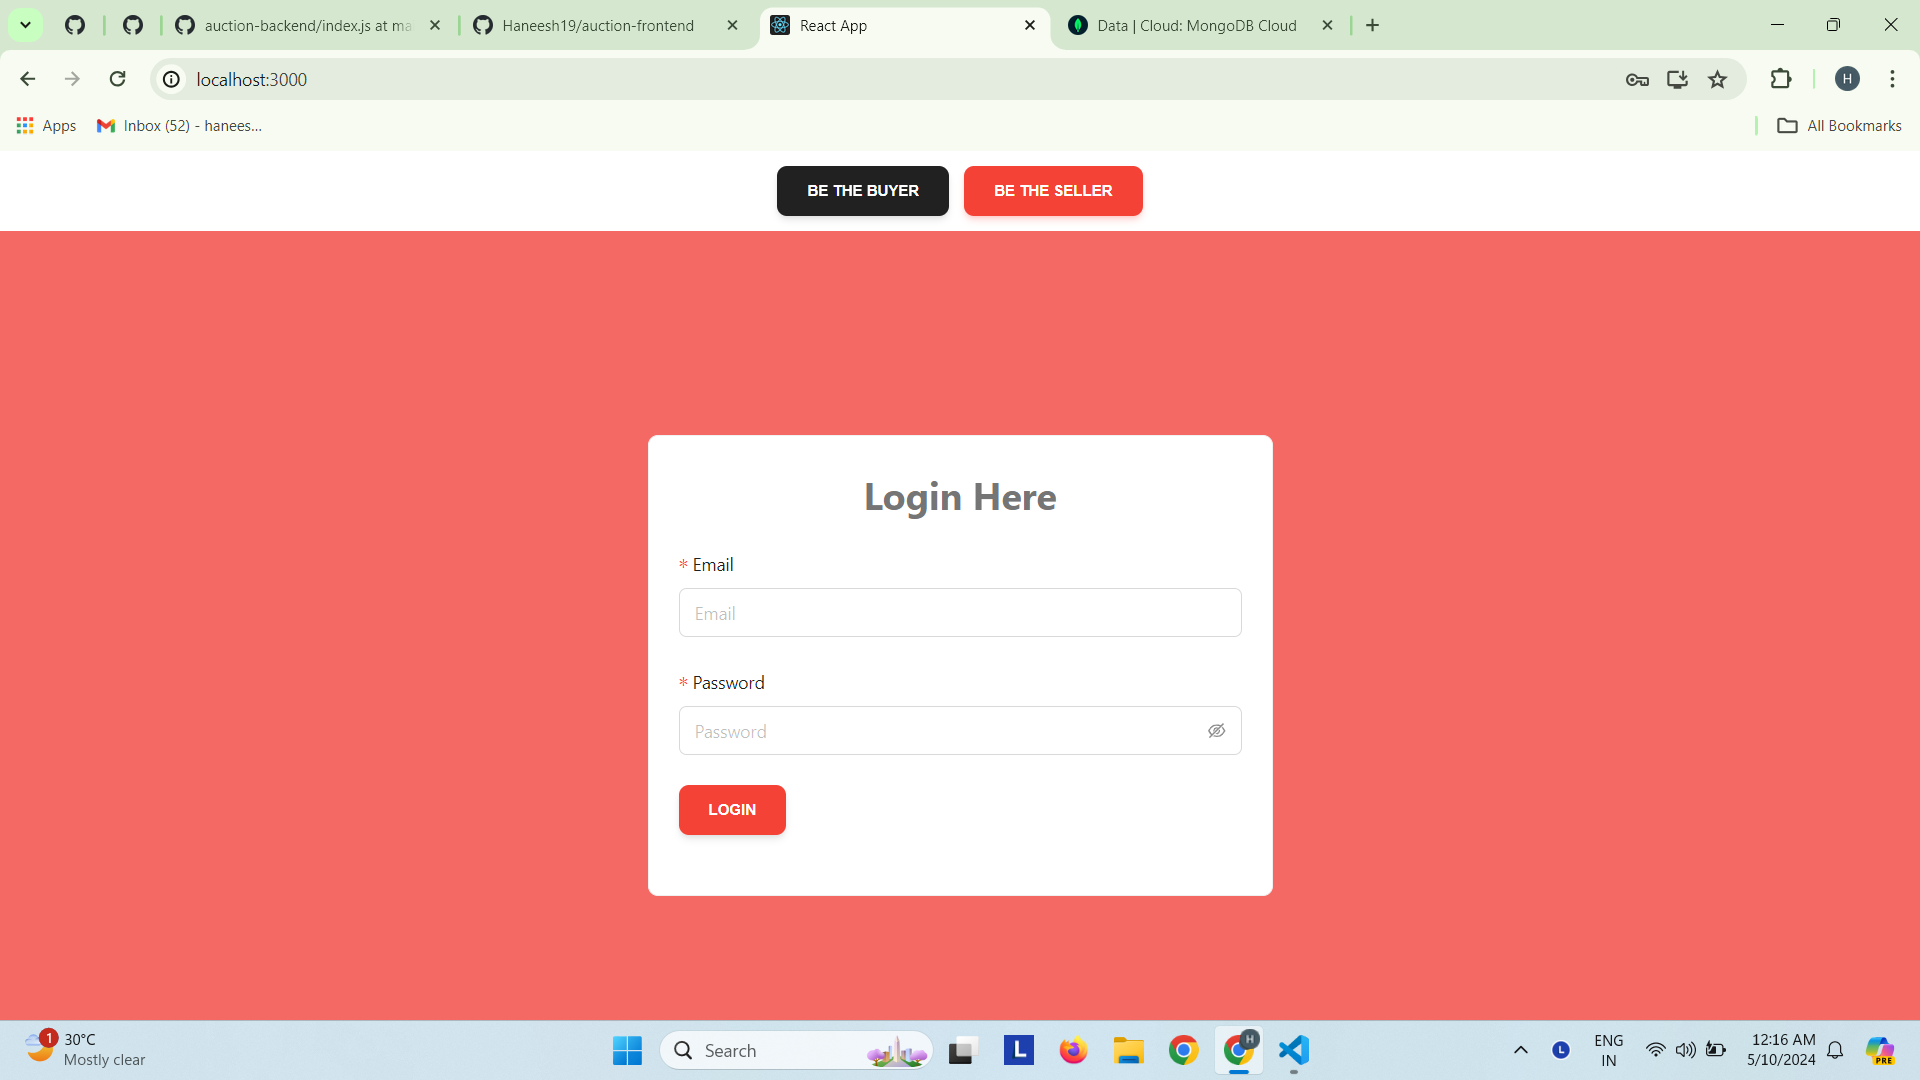 auction-backend/index.js at ma
Haneesh19/auction-frontend
React App
Data | Cloud: MongoDB Cloud
localhost:3000
H
Apps
Inbox (52) - hanees...
All Bookmarks
BE THE BUYER
BE THE SELLER
Login Here
* Email
Email
* Password
Password
LOGIN
1
30°C
Mostly clear
Search
L
H
L
ENG
IN
12:16 AM
5/10/2024
PRE